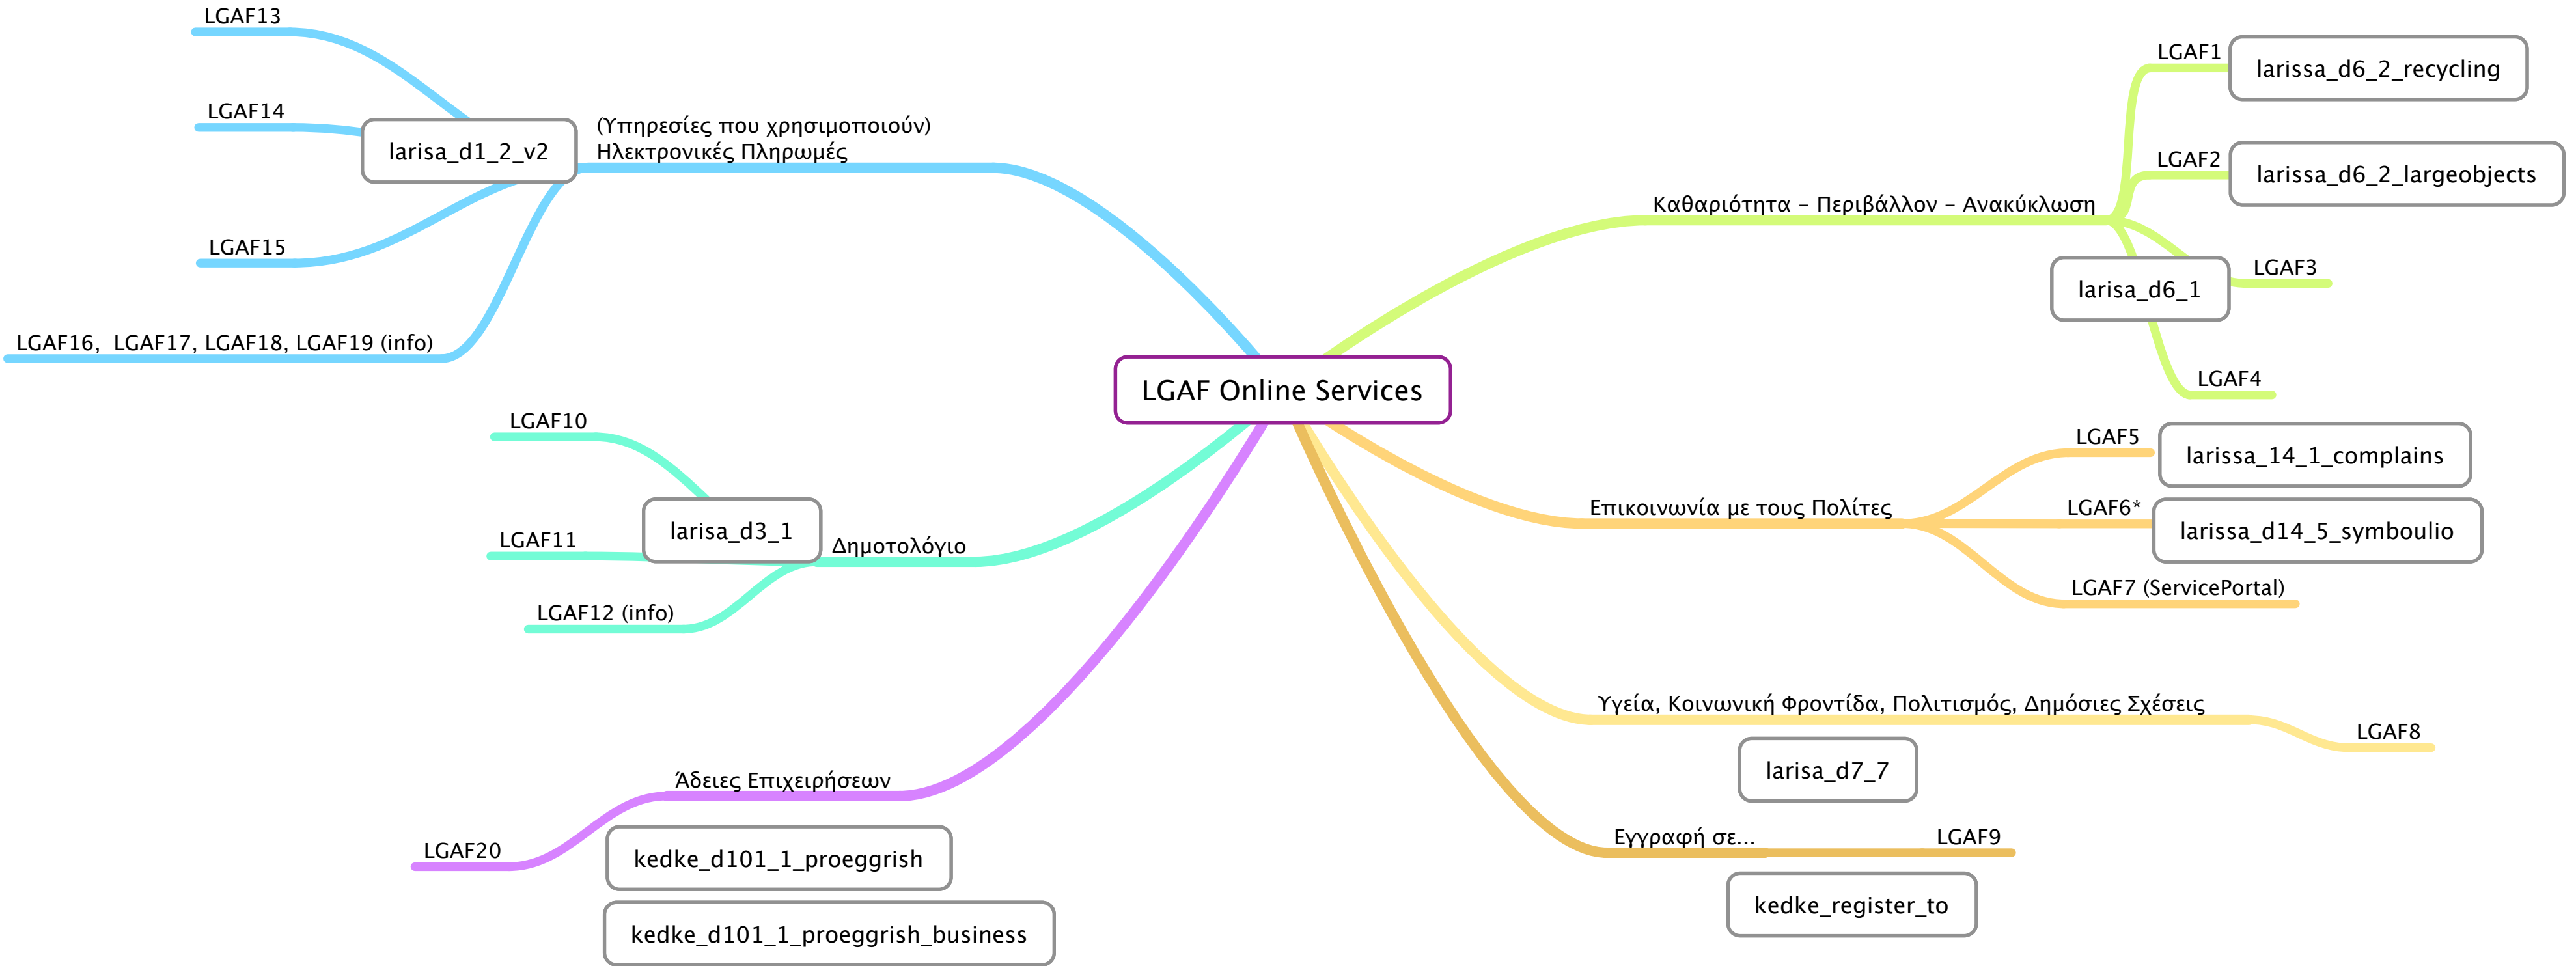 LGAF Online Services
LGAF13
LGAF14
larisa_d1_2_v2
(Υπηρεσίες που χρησιμοποιούν)
Ηλεκτρονικές Πληρωμές
LGAF15
LGAF16,  LGAF17, LGAF18, LGAF19 (info)
LGAF10
larisa_d3_1
LGAF11
Δημοτολόγιο
LGAF12 (info)
Άδειες Επιχειρήσεων
LGAF20
kedke_d101_1_proeggrish
kedke_d101_1_proeggrish_business
Καθαριότητα – Περιβάλλον – Ανακύκλωση
LGAF1
larissa_d6_2_recycling
LGAF2
larissa_d6_2_largeobjects
larisa_d6_1
LGAF3
LGAF4
Επικοινωνία με τους Πολίτες
LGAF5
larissa_14_1_complains
LGAF6*
larissa_d14_5_symboulio
LGAF7 (ServicePortal)
Υγεία, Κοινωνική Φροντίδα, Πολιτισμός, Δημόσιες Σχέσεις
LGAF8
larisa_d7_7
Εγγραφή σε...
LGAF9
kedke_register_to